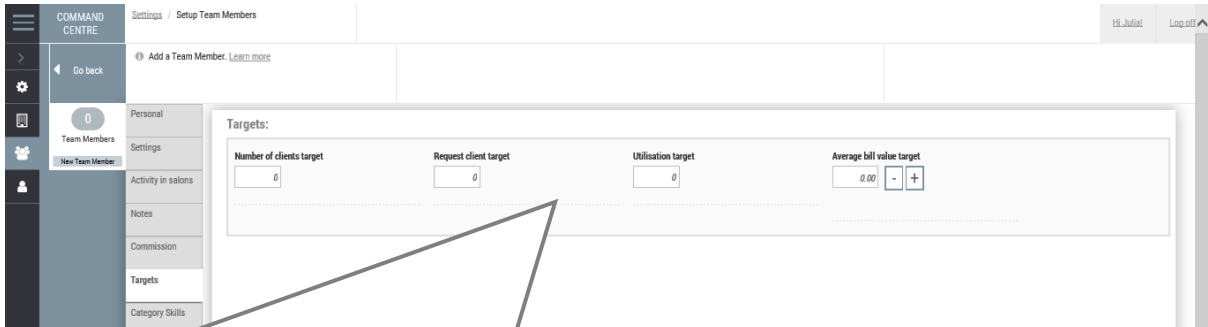 COMMAND
CENTRE
Settings / Setup Team Members
Hi Julia!
Log off
Go back
Add a Team Member. Learn more
0
Team Members
New Team Member
Personal
Settings
Activity in salons
Notes
Commission
Targets
Category Skills
Targets:
Number of clients target
Request client target
Utilisation target
Average bill value target
0
0
0
0.00 - +